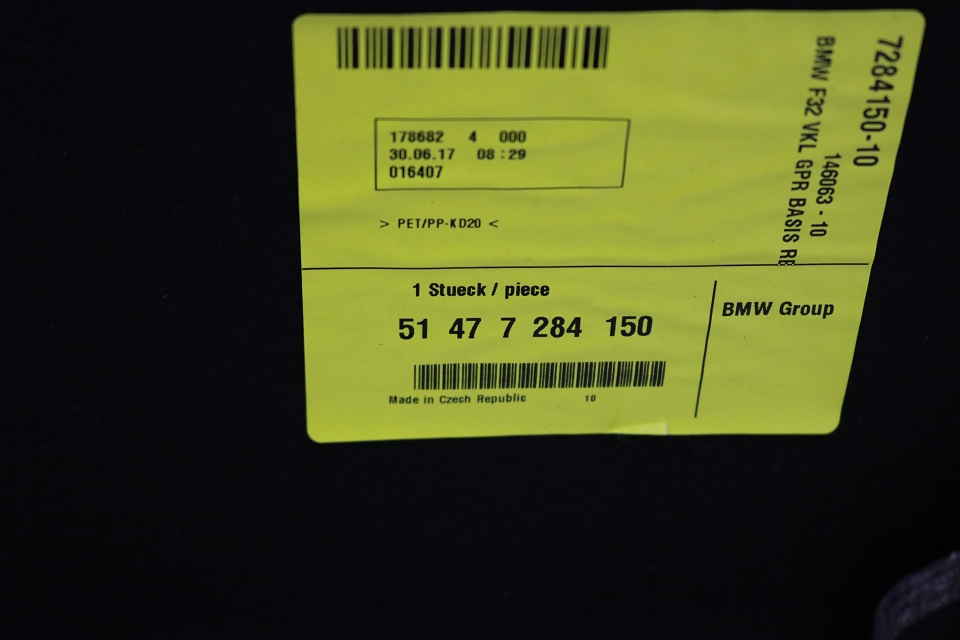 178682 4 000
30.06.17 08:29
016407
> PET/PP-KD20 <
7284150-10
146063 - 10
BMW F32 VKL GPR BASIS RE
1 Stueck / piece
51 47 7 284 150
Made in Czech Republic 10
BMW Group